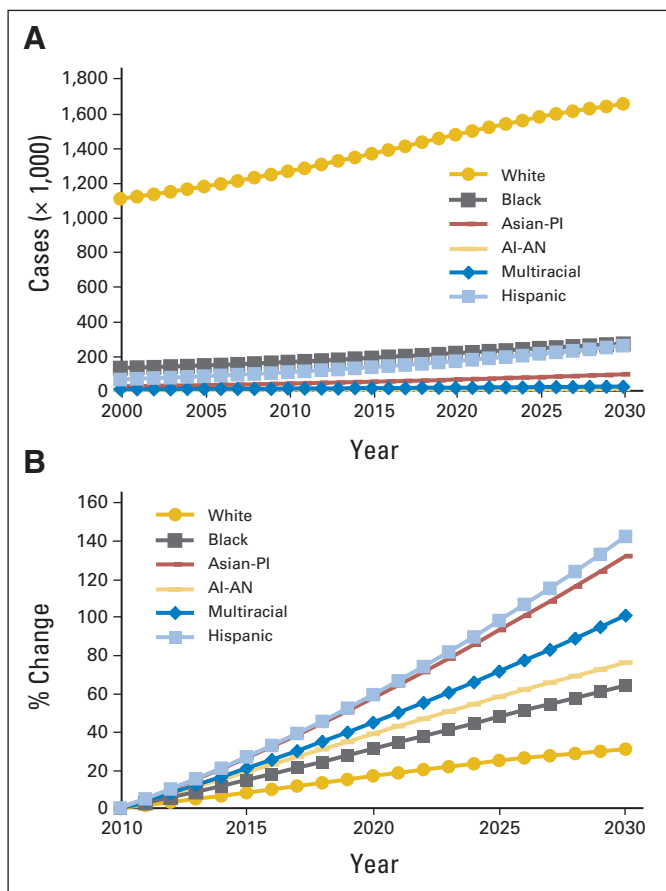 A
1,800
1,600
1,400
1,200
1,000
800
600
400
200
0
Cases (× 1,000)
White
Black
Asian-PI
AI-AN
Multiracial
Hispanic
2000 2005 2010 2015 2020 2025 2030
Year
B
160
140
120
100
80
60
40
20
0
% Change
White
Black
Asian-PI
AI-AN
Multiracial
Hispanic
2010 2015 2020 2025 2030
Year